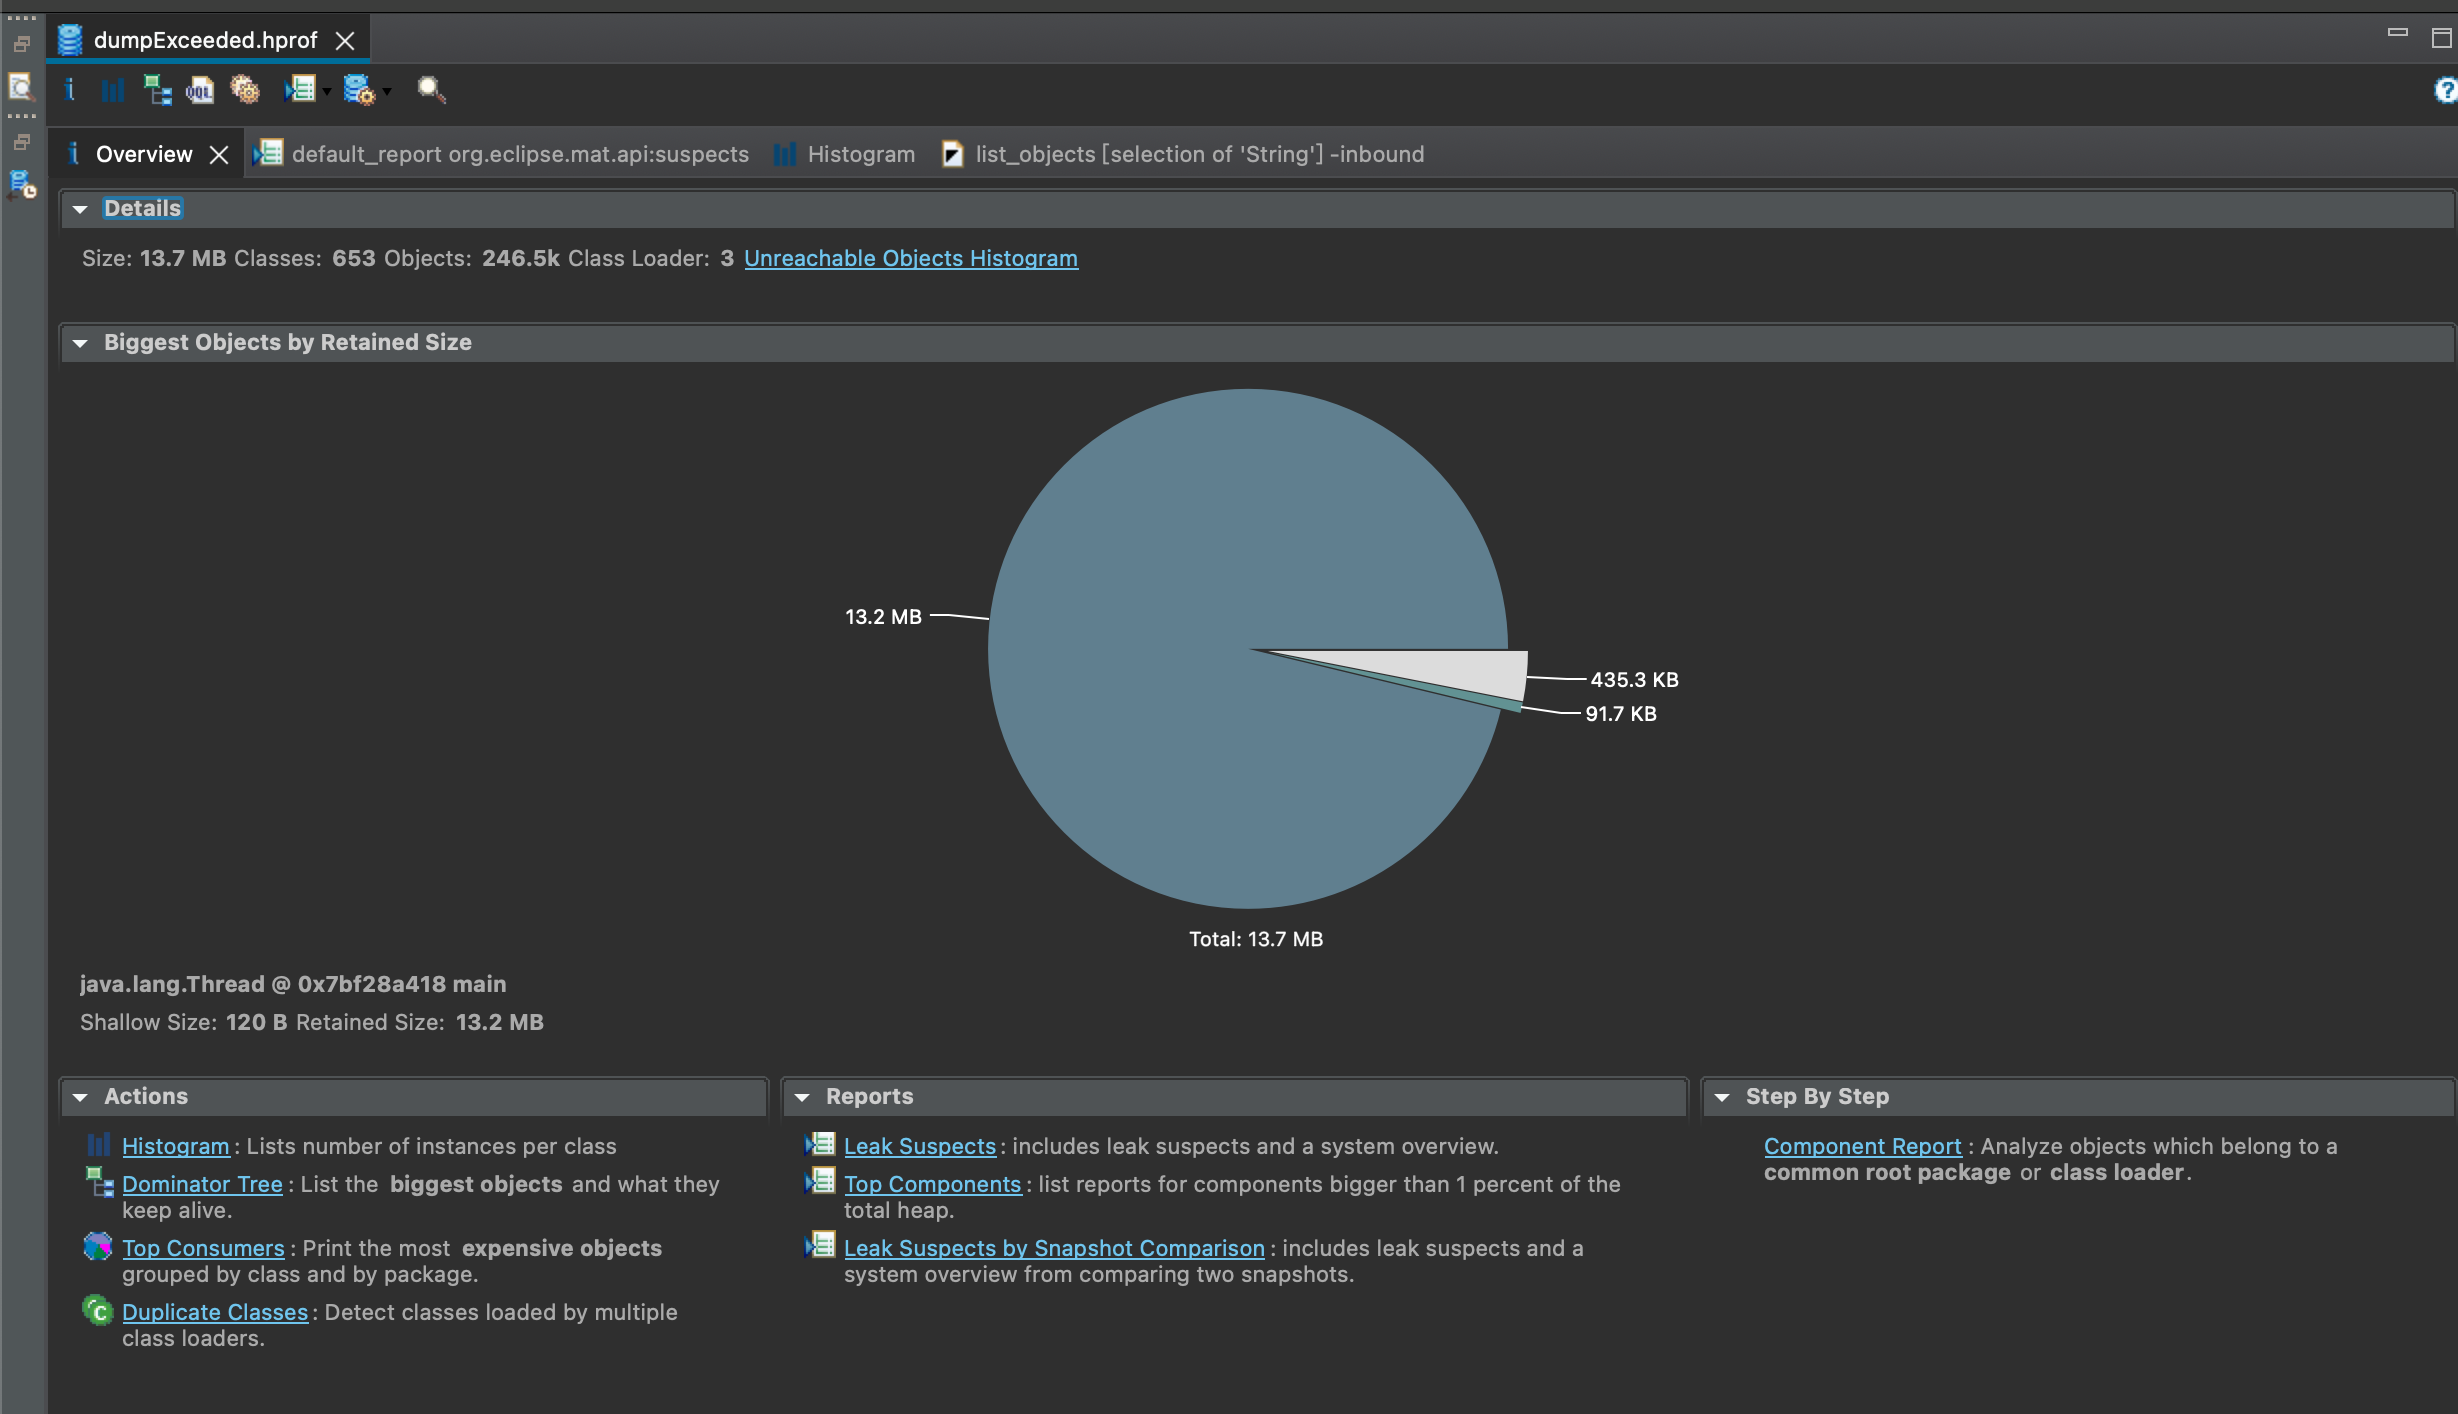 dumpExceeded.hprof
i OQL ?
i Overview default_report org.eclipse.mat.api:suspects Histogram list_objects [selection of 'String'] -inbound
Details
Size: 13.7 MB Classes: 653 Objects: 246.5k Class Loader: 3 Unreachable Objects Histogram
Biggest Objects by Retained Size
13.2 MB
435.3 KB
91.7 KB
Total: 13.7 MB
java.lang.Thread @ 0x7bf28a418 main
Shallow Size: 120 B Retained Size: 13.2 MB
Actions
Histogram : Lists number of instances per class
Dominator Tree : List the biggest objects and what they
keep alive.
Top Consumers : Print the most expensive objects
grouped by class and by package.
C Duplicate Classes : Detect classes loaded by multiple
class loaders.
Reports
Leak Suspects : includes leak suspects and a system overview.
Top Components : list reports for components bigger than 1 percent of the
total heap.
Leak Suspects by Snapshot Comparison : includes leak suspects and a
system overview from comparing two snapshots.
Step By Step
Component Report : Analyze objects which belong to a
common root package or class loader.